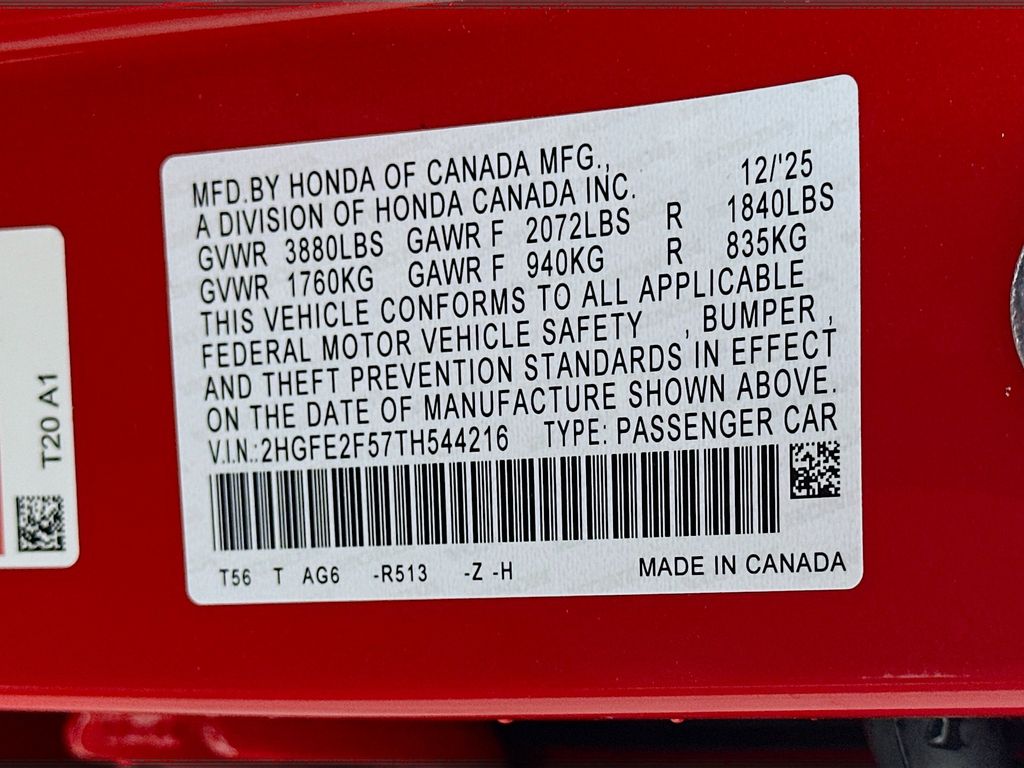 MFD.BY HONDA OF CANADA MFG.,
A DIVISION OF HONDA CANADA INC. 12/'25
GVWR 3880LBS GAWR F 2072LBS R 1840LBS
GVWR 1760KG GAWR F 940KG R 835KG
THIS VEHICLE CONFORMS TO ALL APPLICABLE
FEDERAL MOTOR VEHICLE SAFETY , BUMPER ,
AND THEFT PREVENTION STANDARDS IN EFFECT
ON THE DATE OF MANUFACTURE SHOWN ABOVE.
V.I.N.:2HGFE2F57TH544216 TYPE: PASSENGER CAR
T56 T AG6 -R513 -Z -H MADE IN CANADA
T20 A1